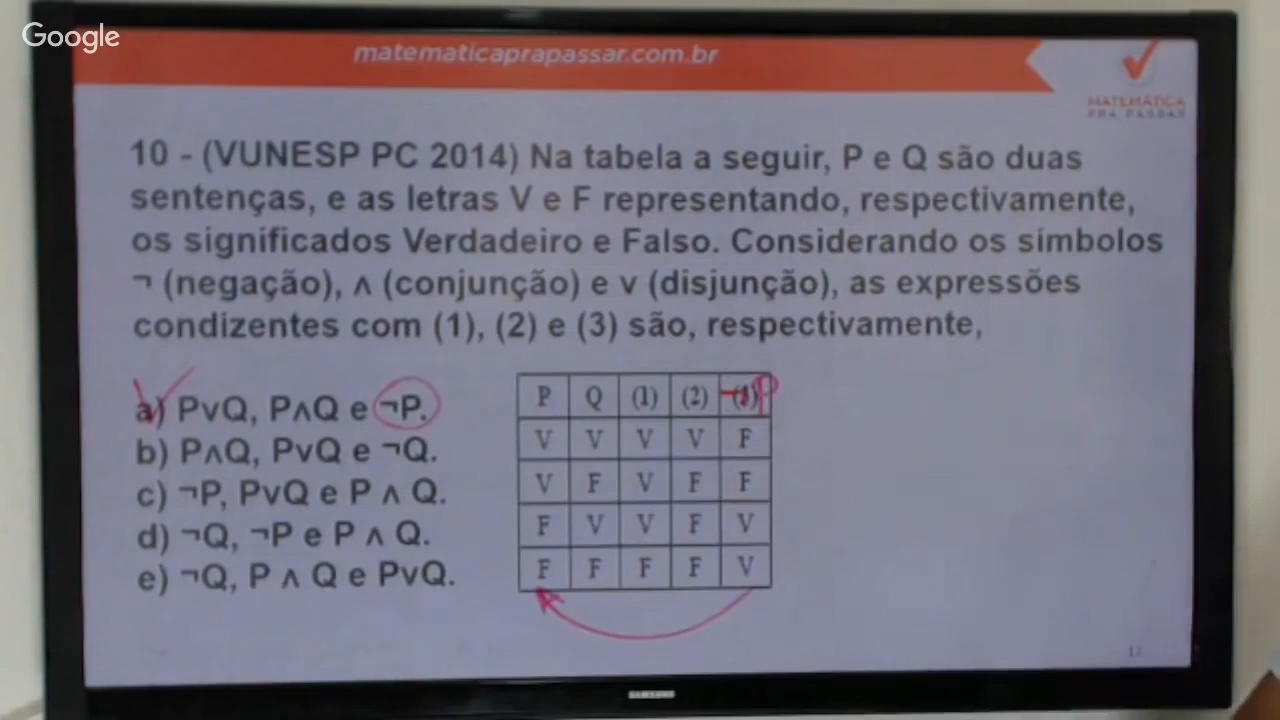 Google
matematicaprapassar.com.br
MATEMÁTICA
PRA PASSAR
10 - (VUNESP PC 2014) Na tabela a seguir, P e Q são duas
sentenças, e as letras V e F representando, respectivamente,
os significados Verdadeiro e Falso. Considerando os símbolos
¬ (negação), ∧ (conjunção) e v (disjunção), as expressões
condizentes com (1), (2) e (3) são, respectivamente,
a) PvQ, P∧Q e ¬P.
b) P∧Q, PvQ e ¬Q.
c) ¬P, PvQ e P ∧ Q.
d) ¬Q, ¬P e P ∧ Q.
e) ¬Q, P ∧ Q e PvQ.
P Q (1) (2) (3) ¬P
V V V V F
V F V F F
F V V F V
F F F F V
SAMSUNG